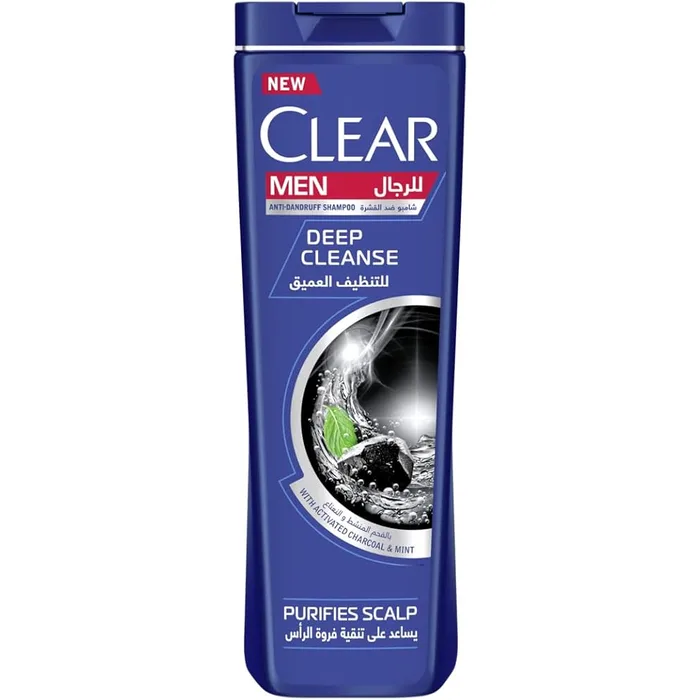 NEW
CLEAR
MEN للرجال
ANTI-DANDRUFF SHAMPOO شامبو ضد القشرة
DEEP
CLEANSE
للتنظيف العميق
بالفحم المنشط و النعناع
WITH ACTIVATED CHARCOAL & MINT
PURIFIES SCALP
يساعد على تنقية فروة الرأس